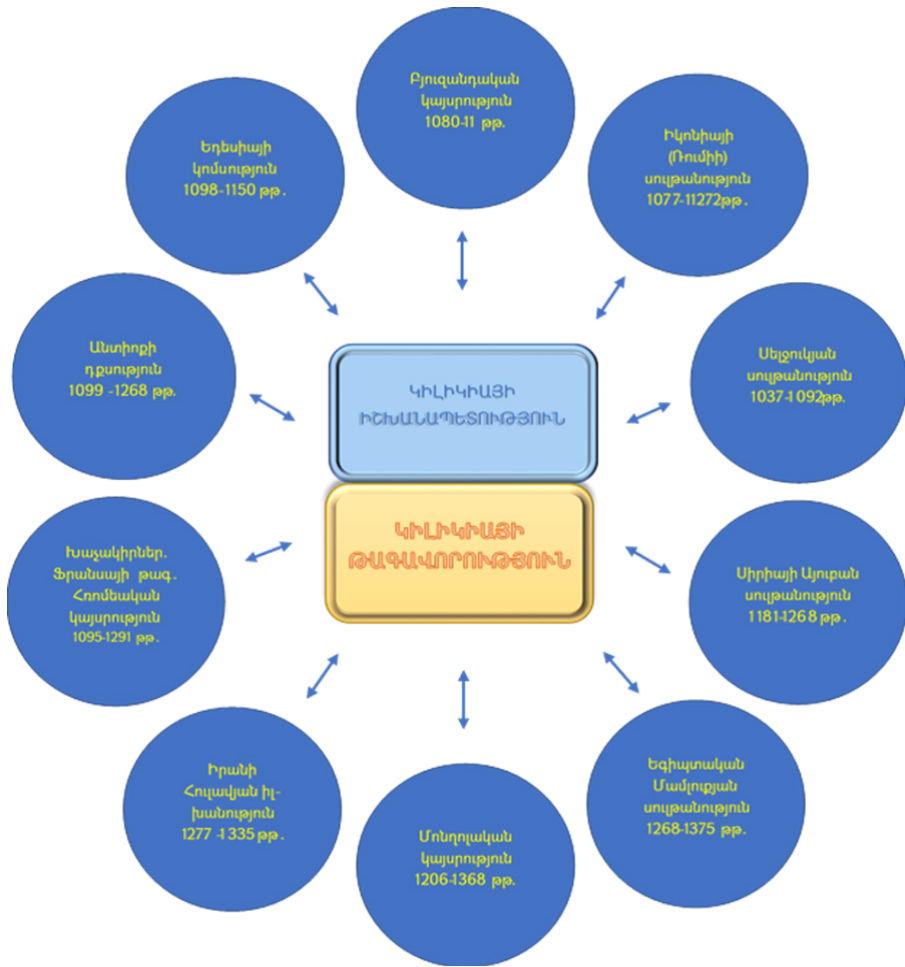 Բյուզանդական
կայսրություն
1080-11 թթ.
Իկոնիայի
(Ռումիի)
սուլթանություն
1077-11272թթ.
Սելջուկյան
սուլթանություն
1037-1092թթ.
Սիրիայի Այուբան
սուլթանություն
1181-1268 թթ.
Եգիպտական
Մամլուքյան
սուլթանություն
1268-1375 թթ.
Մոնղոլական
կայսրություն
1206-1368 թթ.
Իրանի
Հուլավյան իլ-
խանություն
1277 -1335 թթ.
Խաչակիրներ.
Ֆրանսայի թագ.
Հռոմեական
կայսրություն
1095-1291 թթ.
Անտիոքի
դքսություն
1099 -1268 թթ.
Եդեսիայի
կոմսություն
1098-1150 թթ.
ԿԻԼԻԿԻԱՅԻ
ԻՇԽԱՆԱՊԵՏՈՒԹՅՈՒՆ
ԿԻԼԻԿԻԱՅԻ
ԹԱԳԱՎՈՐՈՒԹՅՈՒՆ